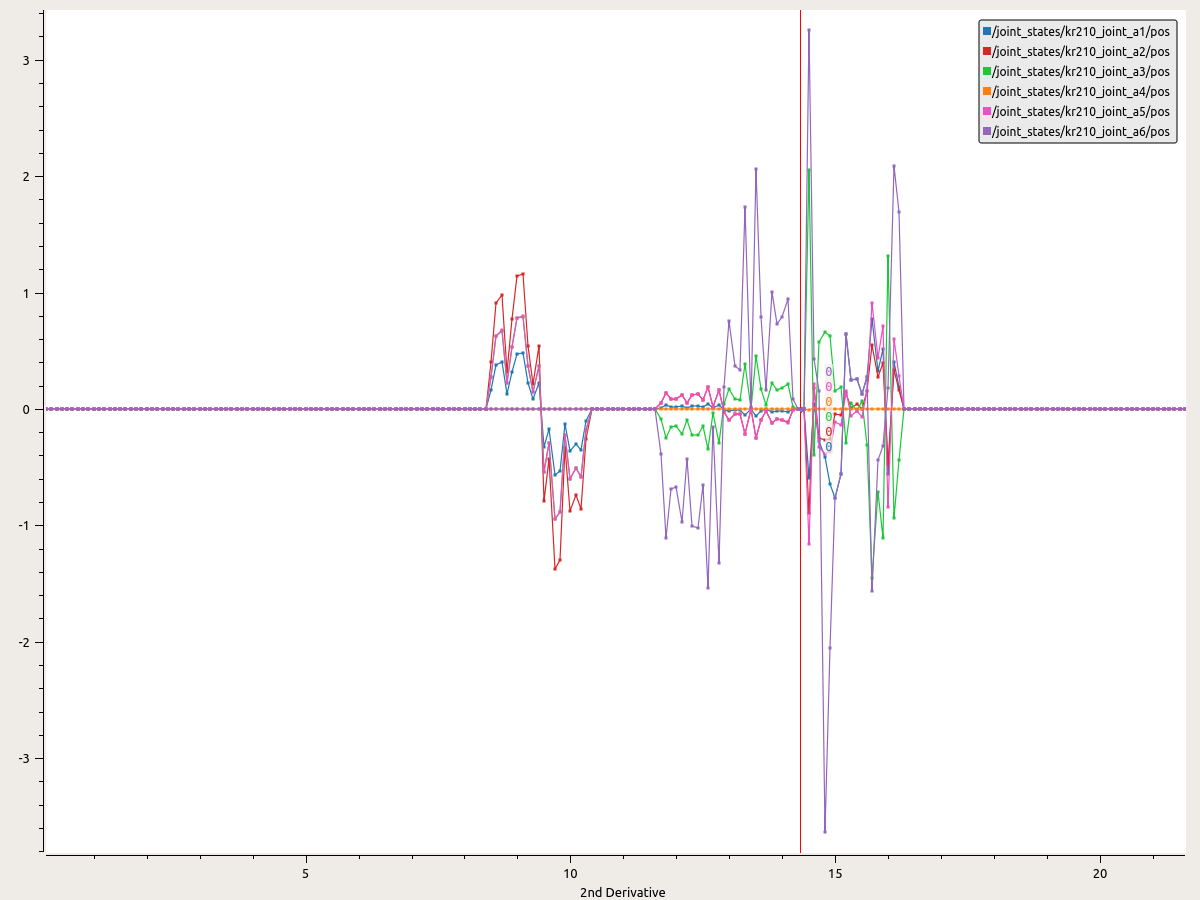 /joint_states/kr210_joint_a1/pos
/joint_states/kr210_joint_a2/pos
/joint_states/kr210_joint_a3/pos
/joint_states/kr210_joint_a4/pos
/joint_states/kr210_joint_a5/pos
/joint_states/kr210_joint_a6/pos
3
2
1
0
-1
-2
-3
0
0
0
0
0
0
5 10 15 20
2nd Derivative